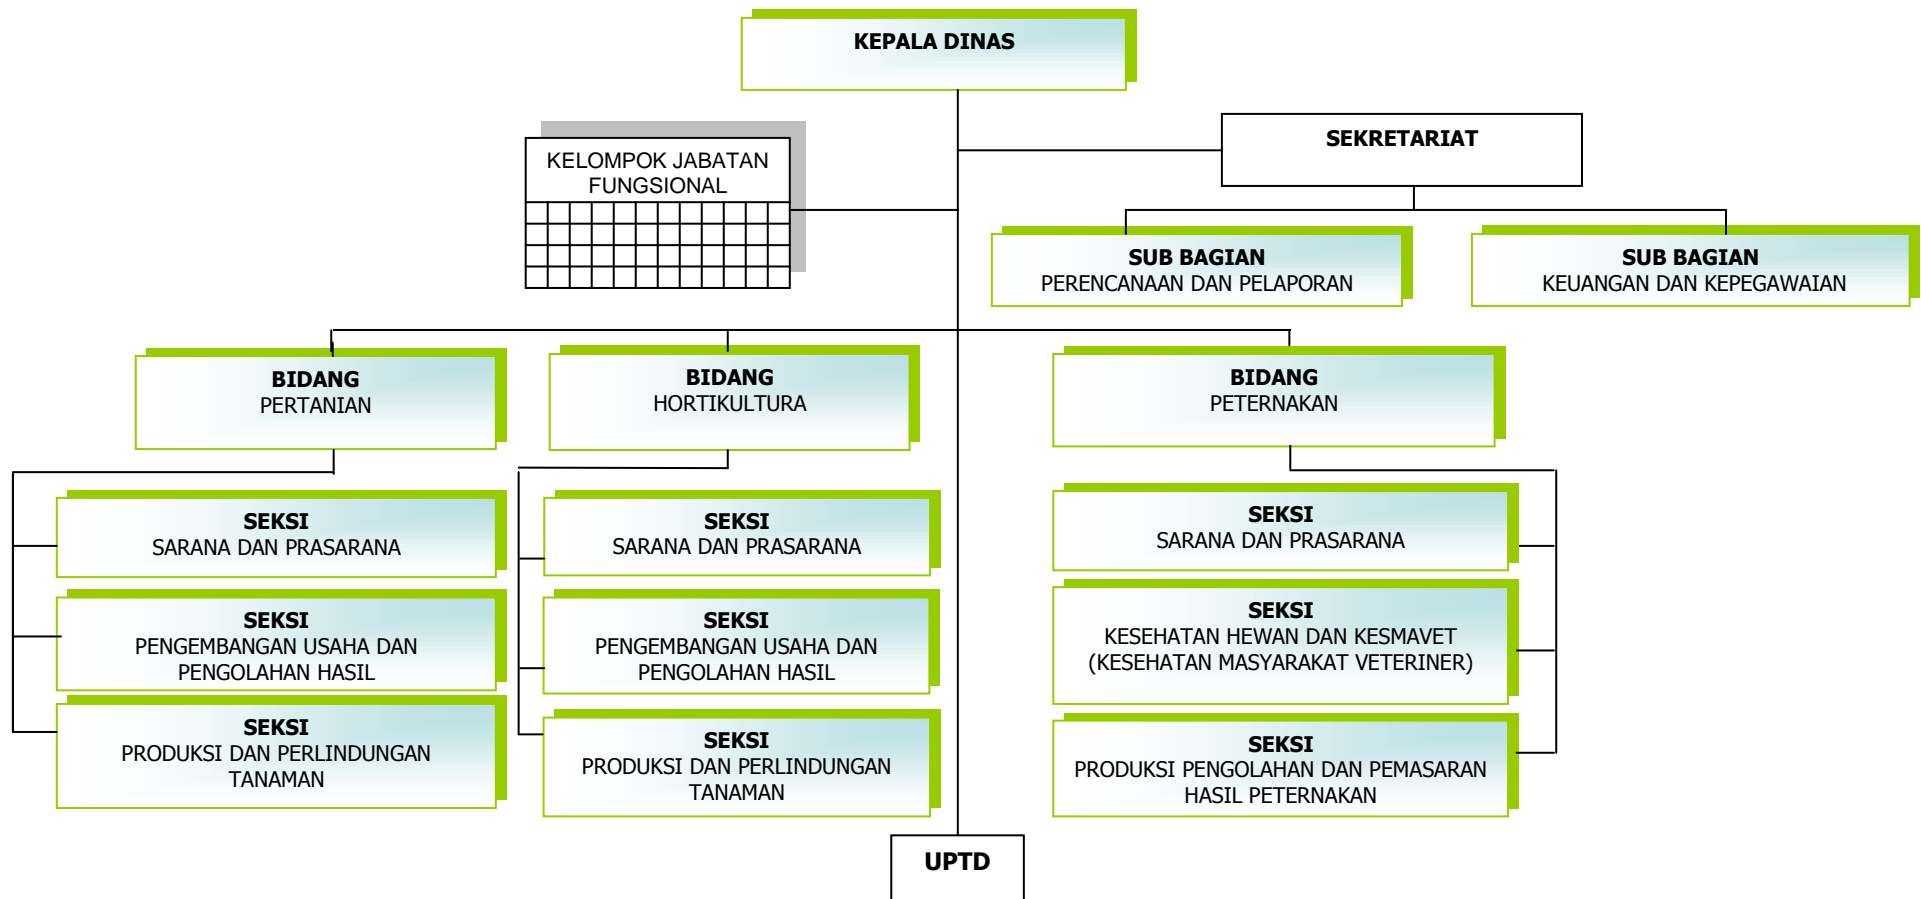 KEPALA DINAS
SEKRETARIAT
KELOMPOK JABATAN
FUNGSIONAL
SUB BAGIAN
PERENCANAAN DAN PELAPORAN
SUB BAGIAN
KEUANGAN DAN KEPEGAWAIAN
BIDANG
PERTANIAN
BIDANG
HORTIKULTURA
BIDANG
PETERNAKAN
SEKSI
SARANA DAN PRASARANA
SEKSI
PENGEMBANGAN USAHA DAN
PENGOLAHAN HASIL
SEKSI
PRODUKSI DAN PERLINDUNGAN
TANAMAN
SEKSI
SARANA DAN PRASARANA
SEKSI
PENGEMBANGAN USAHA DAN
PENGOLAHAN HASIL
SEKSI
PRODUKSI DAN PERLINDUNGAN
TANAMAN
SEKSI
SARANA DAN PRASARANA
SEKSI
KESEHATAN HEWAN DAN KESMAVET
(KESEHATAN MASYARAKAT VETERINER)
SEKSI
PRODUKSI PENGOLAHAN DAN PEMASARAN
HASIL PETERNAKAN
UPTD